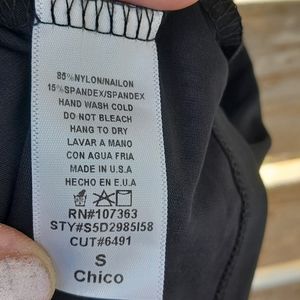 85%NYLON/NAILON
15%SPANDEX/SPANDEX
HAND WASH COLD
DO NOT BLEACH
HANG TO DRY
LAVAR A MANO
CON AGUA FRIA
MADE IN U.S.A
HECHO EN E.U.A
RN#107363
STY#S5D2985I58
CUT#6491
S
Chico